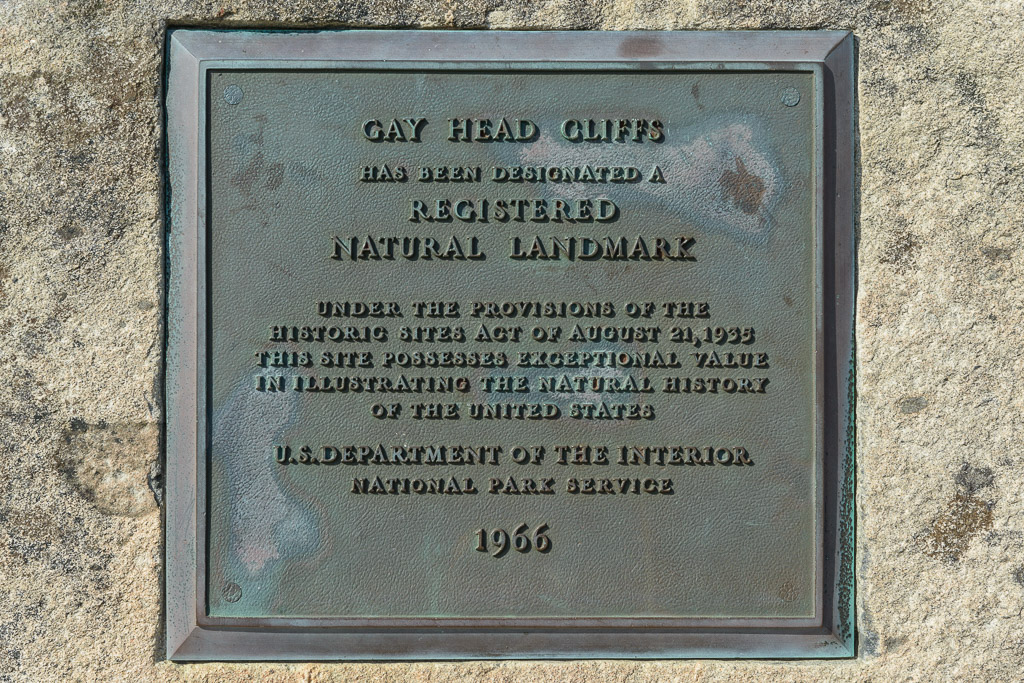 GAY HEAD CLIFFS
HAS BEEN DESIGNATED A
REGISTERED
NATURAL LANDMARK
UNDER THE PROVISIONS OF THE
HISTORIC SITES ACT OF AUGUST 21, 1935
THIS SITE POSSESSES EXCEPTIONAL VALUE
IN ILLUSTRATING THE NATURAL HISTORY
OF THE UNITED STATES
U.S. DEPARTMENT OF THE INTERIOR
NATIONAL PARK SERVICE
1966